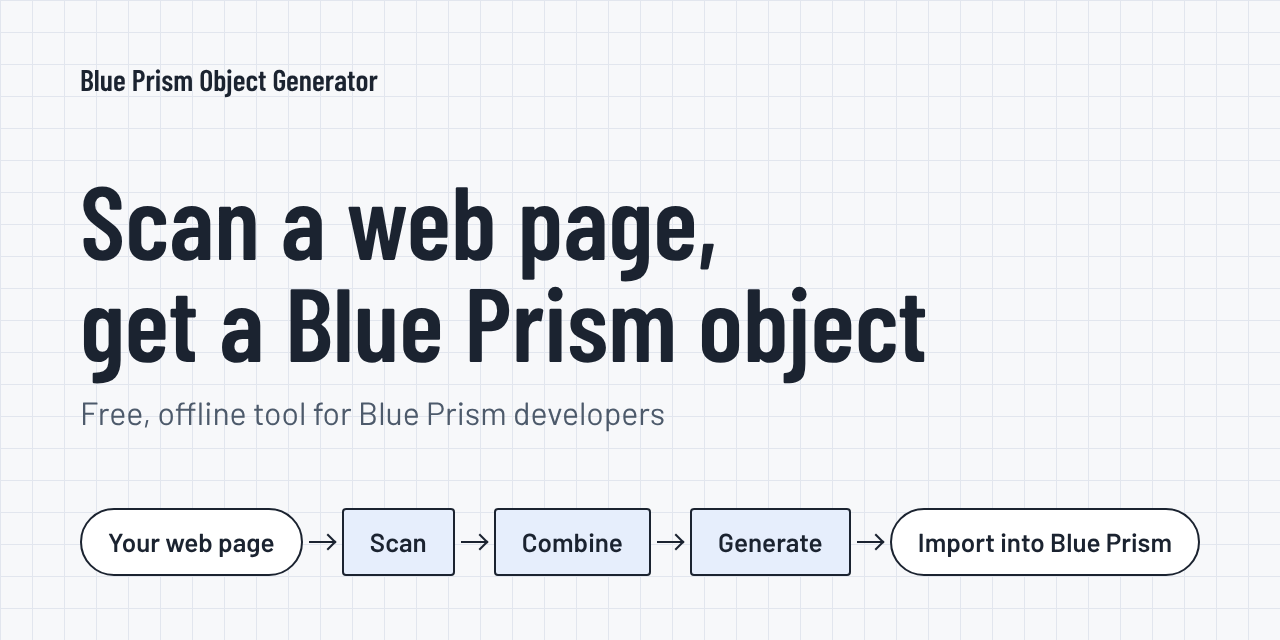 Blue Prism Object Generator
Scan a web page,
get a Blue Prism object
Free, offline tool for Blue Prism developers
Your web page
Scan
Combine
Generate
Import into Blue Prism